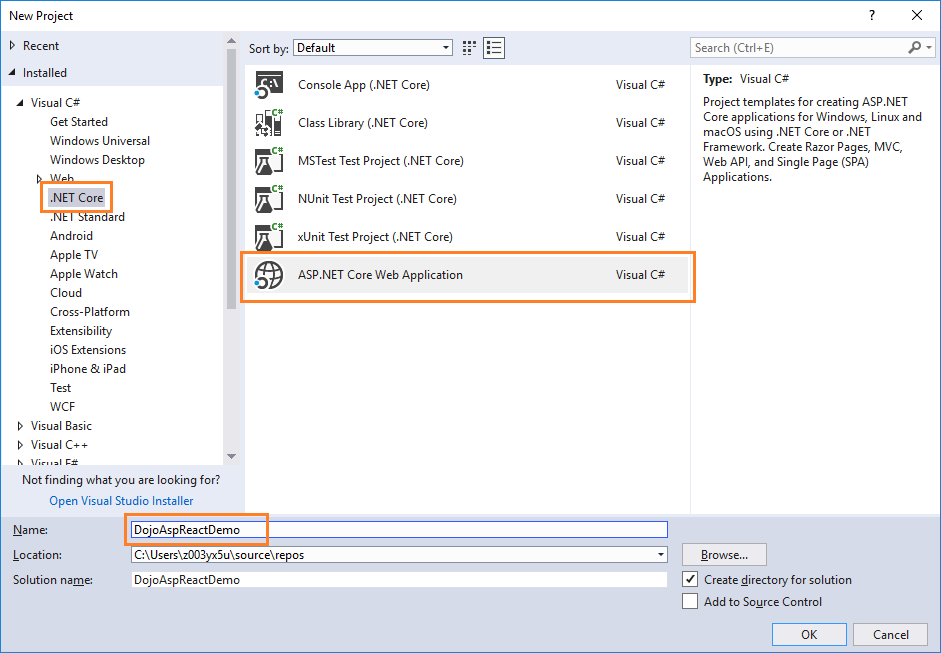 New Project
?
Recent
Installed
Visual C#
Get Started
Windows Universal
Windows Desktop
Web
.NET Core
.NET Standard
Android
Apple TV
Apple Watch
Cloud
Cross-Platform
Extensibility
iOS Extensions
iPhone & iPad
Test
WCF
Visual Basic
Visual C++
Visual F#
Not finding what you are looking for?
Open Visual Studio Installer
Sort by: Default
Console App (.NET Core) Visual C#
Class Library (.NET Core) Visual C#
MSTest Test Project (.NET Core) Visual C#
NUnit Test Project (.NET Core) Visual C#
xUnit Test Project (.NET Core) Visual C#
ASP.NET Core Web Application Visual C#
Search (Ctrl+E)
Type: Visual C#
Project templates for creating ASP.NET
Core applications for Windows, Linux and
macOS using .NET Core or .NET
Framework. Create Razor Pages, MVC,
Web API, and Single Page (SPA)
Applications.
Name: DojoAspReactDemo
Location: C:\Users\z003yx5u\source\repos
Browse...
Solution name: DojoAspReactDemo
Create directory for solution
Add to Source Control
OK
Cancel